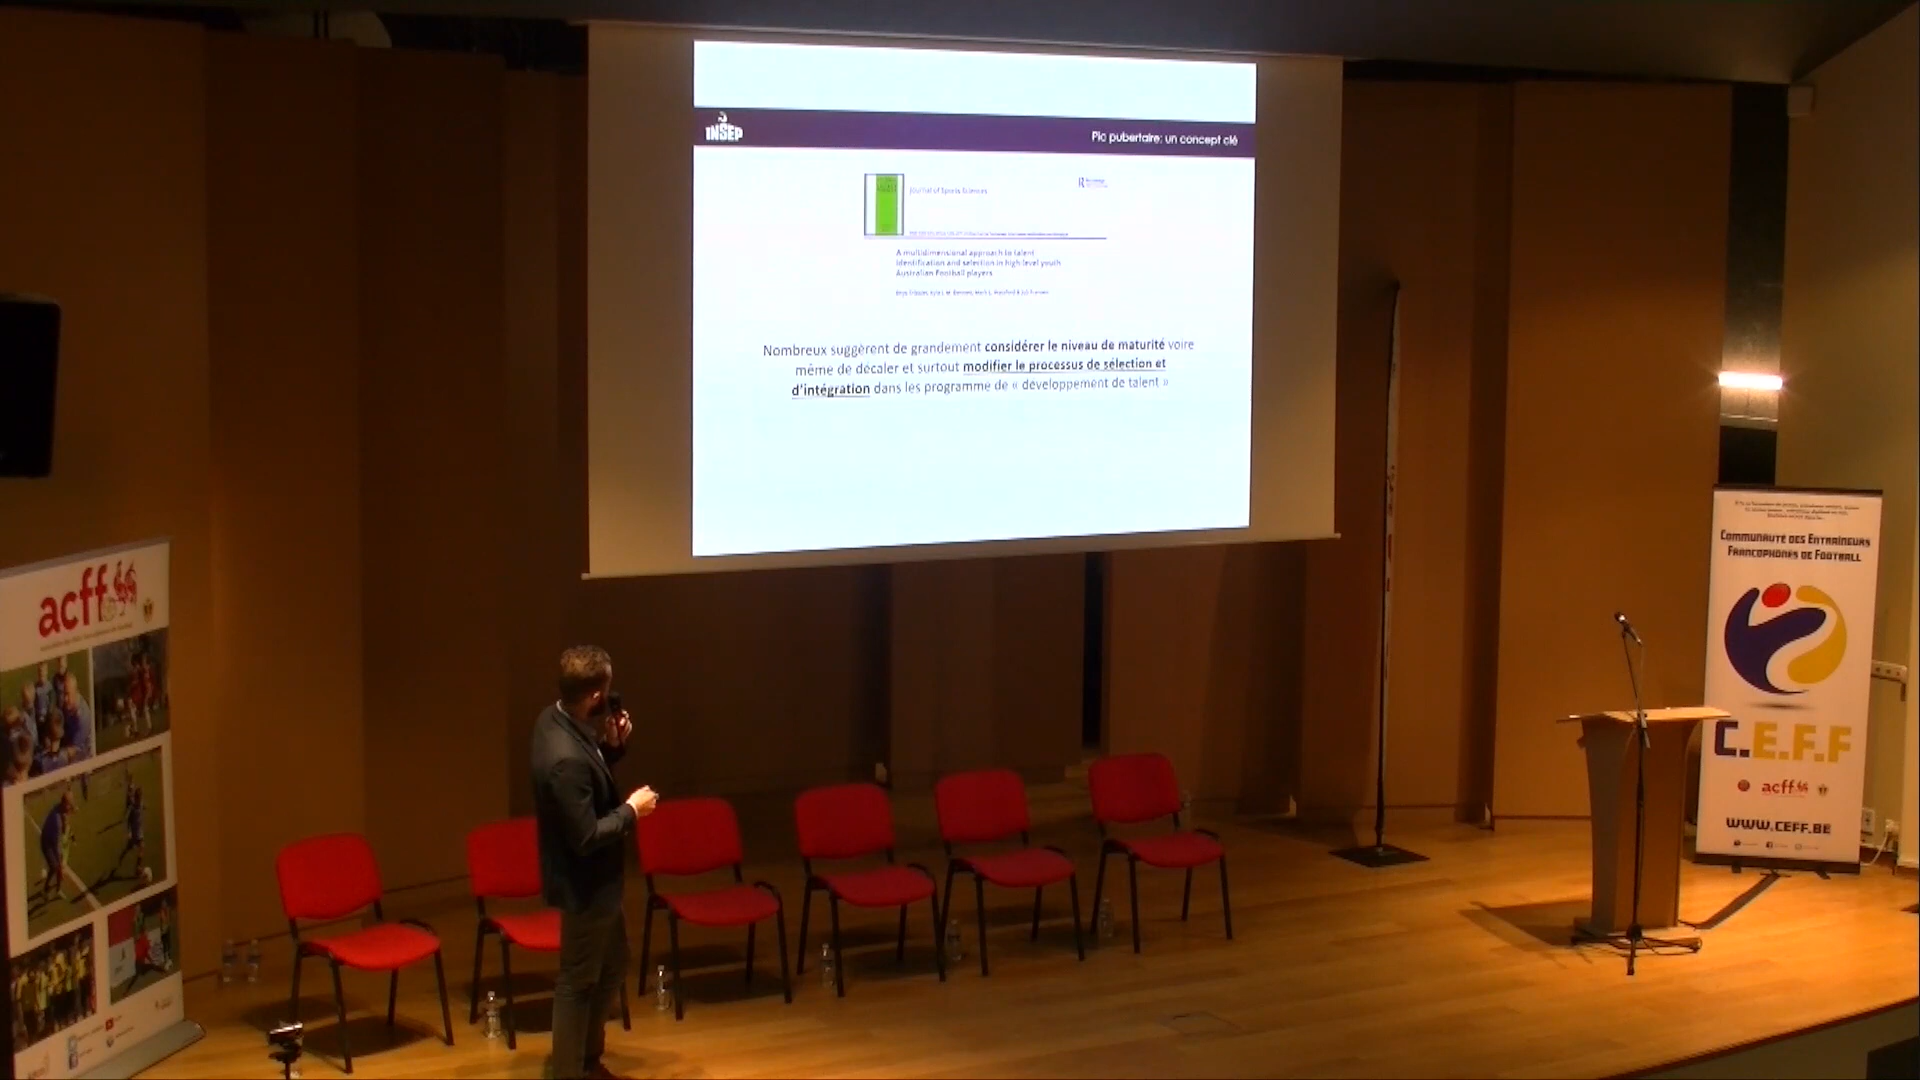 INSEP
Pic pubertaire: un concept clé
Journal of Sports Sciences
A multidimensional approach to talent
identification and selection in high level youth
Australian Football players
Nombreux suggèrent de grandement considérer le niveau de maturité voire
même de décaler et surtout modifier le processus de sélection et
d'intégration dans les programme de « développement de talent »
acff
Communauté des Entraîneurs
Francophones de Football
C.E.F.F
acff
www.ceff.be